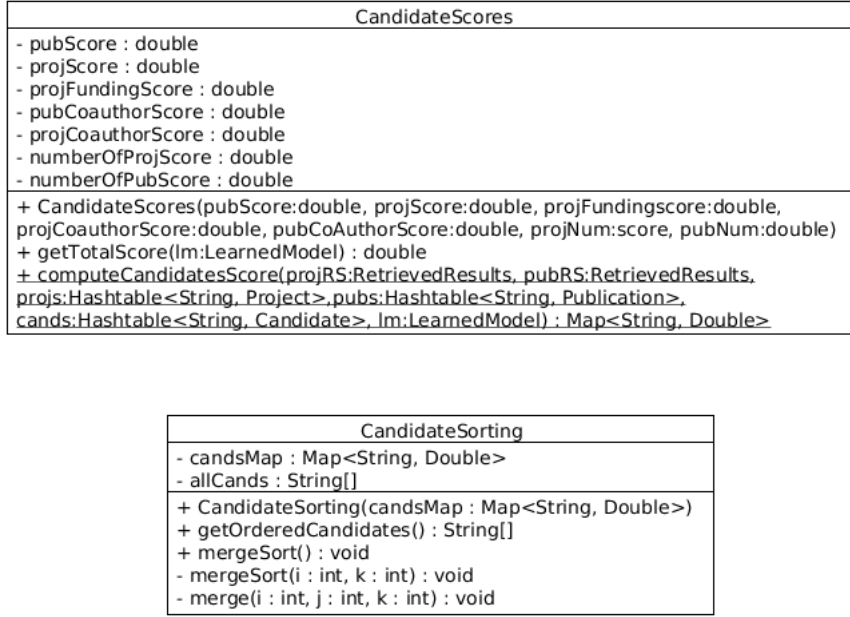 CandidateScores
- pubScore : double
- projScore : double
- projFundingScore : double
- pubCoauthorScore : double
- projCoauthorScore : double
- numberOfProjScore : double
- numberOfPubScore : double
+ CandidateScores(pubScore:double, projScore:double, projFundingscore:double,
projCoauthorScore:double, pubCoAuthorScore:double, projNum:score, pubNum:double)
+ getTotalScore(lm:LearnedModel) : double
+ computeCandidatesScore(projRS:RetrievedResults, pubRS:RetrievedResults,
projs:Hashtable<String, Project>,pubs:Hashtable<String, Publication>,
cands:Hashtable<String, Candidate>, lm:LearnedModel) : Map<String, Double>
CandidateSorting
- candsMap : Map<String, Double>
- allCands : String[]
+ CandidateSorting(candsMap : Map<String, Double>)
+ getOrderedCandidates() : String[]
+ mergeSort() : void
- mergeSort(i : int, k : int) : void
- merge(i : int, j : int, k : int) : void